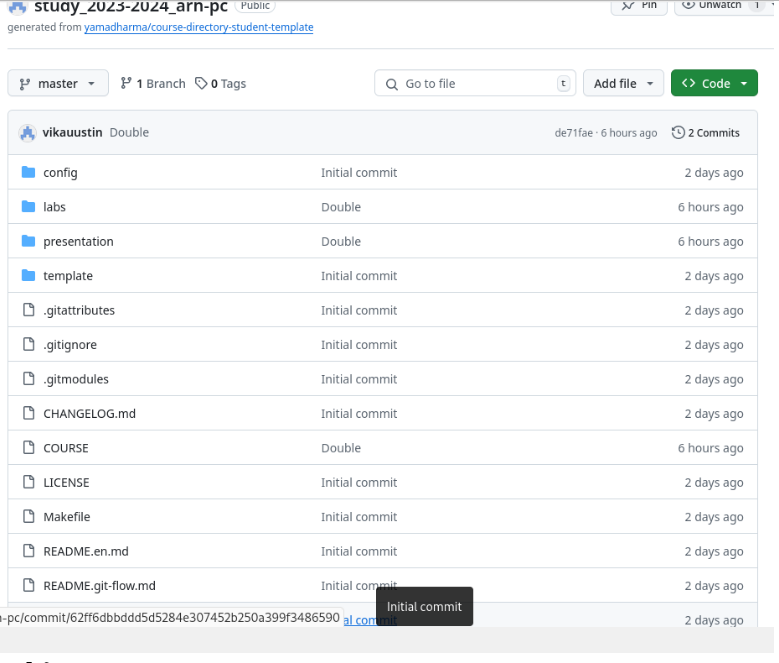 study_2023-2024_arh-pc Public Pin Unwatch 1
generated from yamadharma/course-directory-student-template
master 1 Branch 0 Tags Go to file t Add file Code
vikauustin Double de71fae · 6 hours ago 2 Commits
config Initial commit 2 days ago
labs Double 6 hours ago
presentation Double 6 hours ago
template Initial commit 2 days ago
.gitattributes Initial commit 2 days ago
.gitignore Initial commit 2 days ago
.gitmodules Initial commit 2 days ago
CHANGELOG.md Initial commit 2 days ago
COURSE Double 6 hours ago
LICENSE Initial commit 2 days ago
Makefile Initial commit 2 days ago
README.en.md Initial commit 2 days ago
README.git-flow.md Initial commit 2 days ago
Initial commit
-pc/commit/62ff6dbbddd5d5284e307452b250a399f3486590 al commit 2 days ago